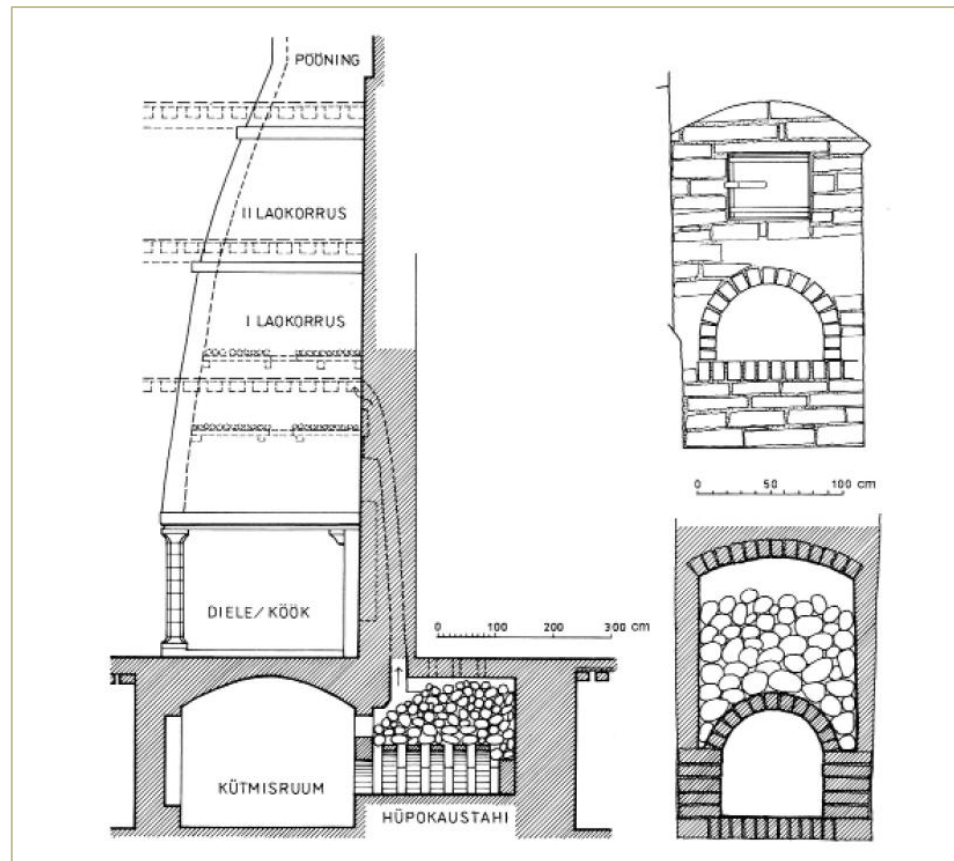 PÖÖNING
II LAOKORRUS
I LAOKORRUS
DIELE/KÖÖK
0 100 200 300 cm
KÜTMISRUUM
HÜPOKAUSTAHI
0 50 100 cm